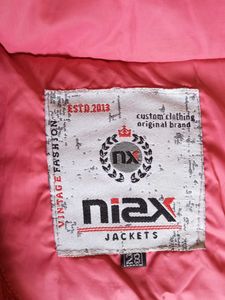 ESTD.2013
custom clothing
original brand
VINTAGE FASHION
nx
niax
JACKETS
28